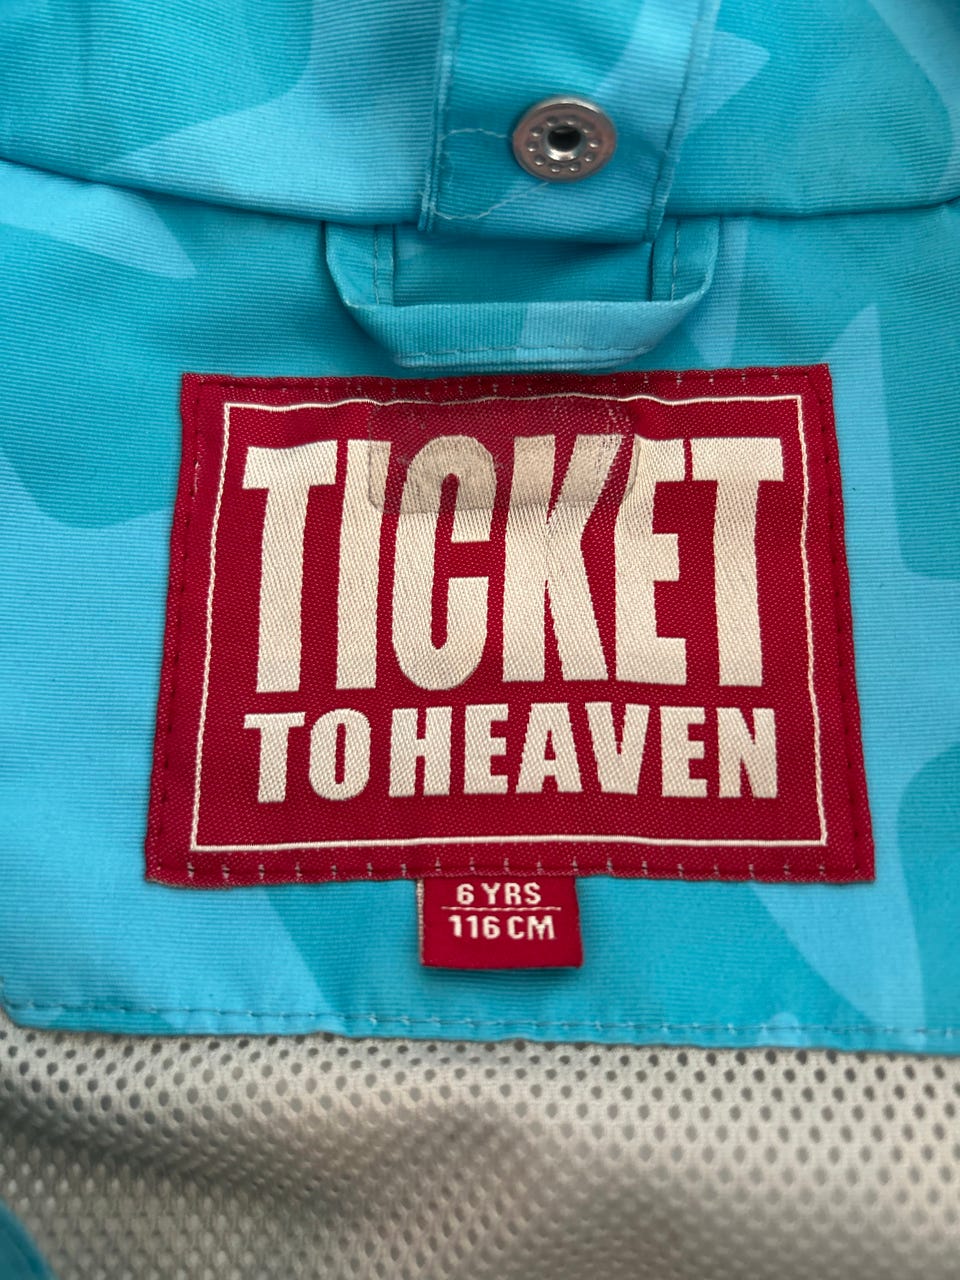 TICKET
TO HEAVEN
6 YRS
116 CM